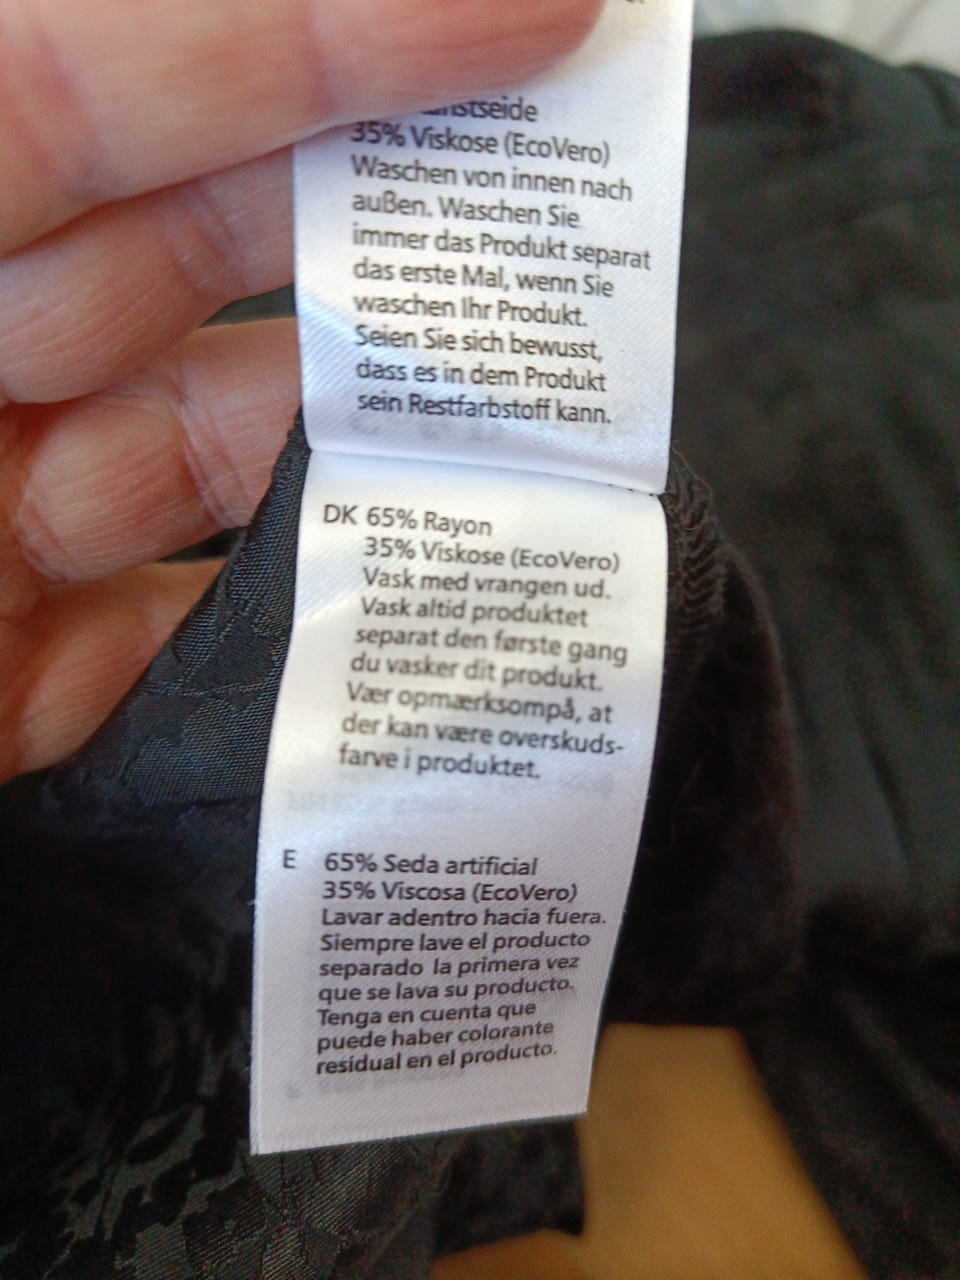 35% Viskose (EcoVero)
Waschen von innen nach
außen. Waschen Sie
immer das Produkt separat
das erste Mal, wenn Sie
waschen Ihr Produkt.
Seien Sie sich bewusst,
dass es in dem Produkt
sein Restfarbstoff kann.
DK 65% Rayon
35% Viskose (EcoVero)
Vask med vrangen ud.
Vask altid produktet
separat den første gang
du vasker dit produkt.
Vær opmærksompå, at
der kan være overskuds-
farve i produktet.
E 65% Seda artificial
35% Viscosa (EcoVero)
Lavar adentro hacia fuera.
Siempre lave el producto
separado la primera vez
que se lava su producto.
Tenga en cuenta que
puede haber colorante
residual en el producto.